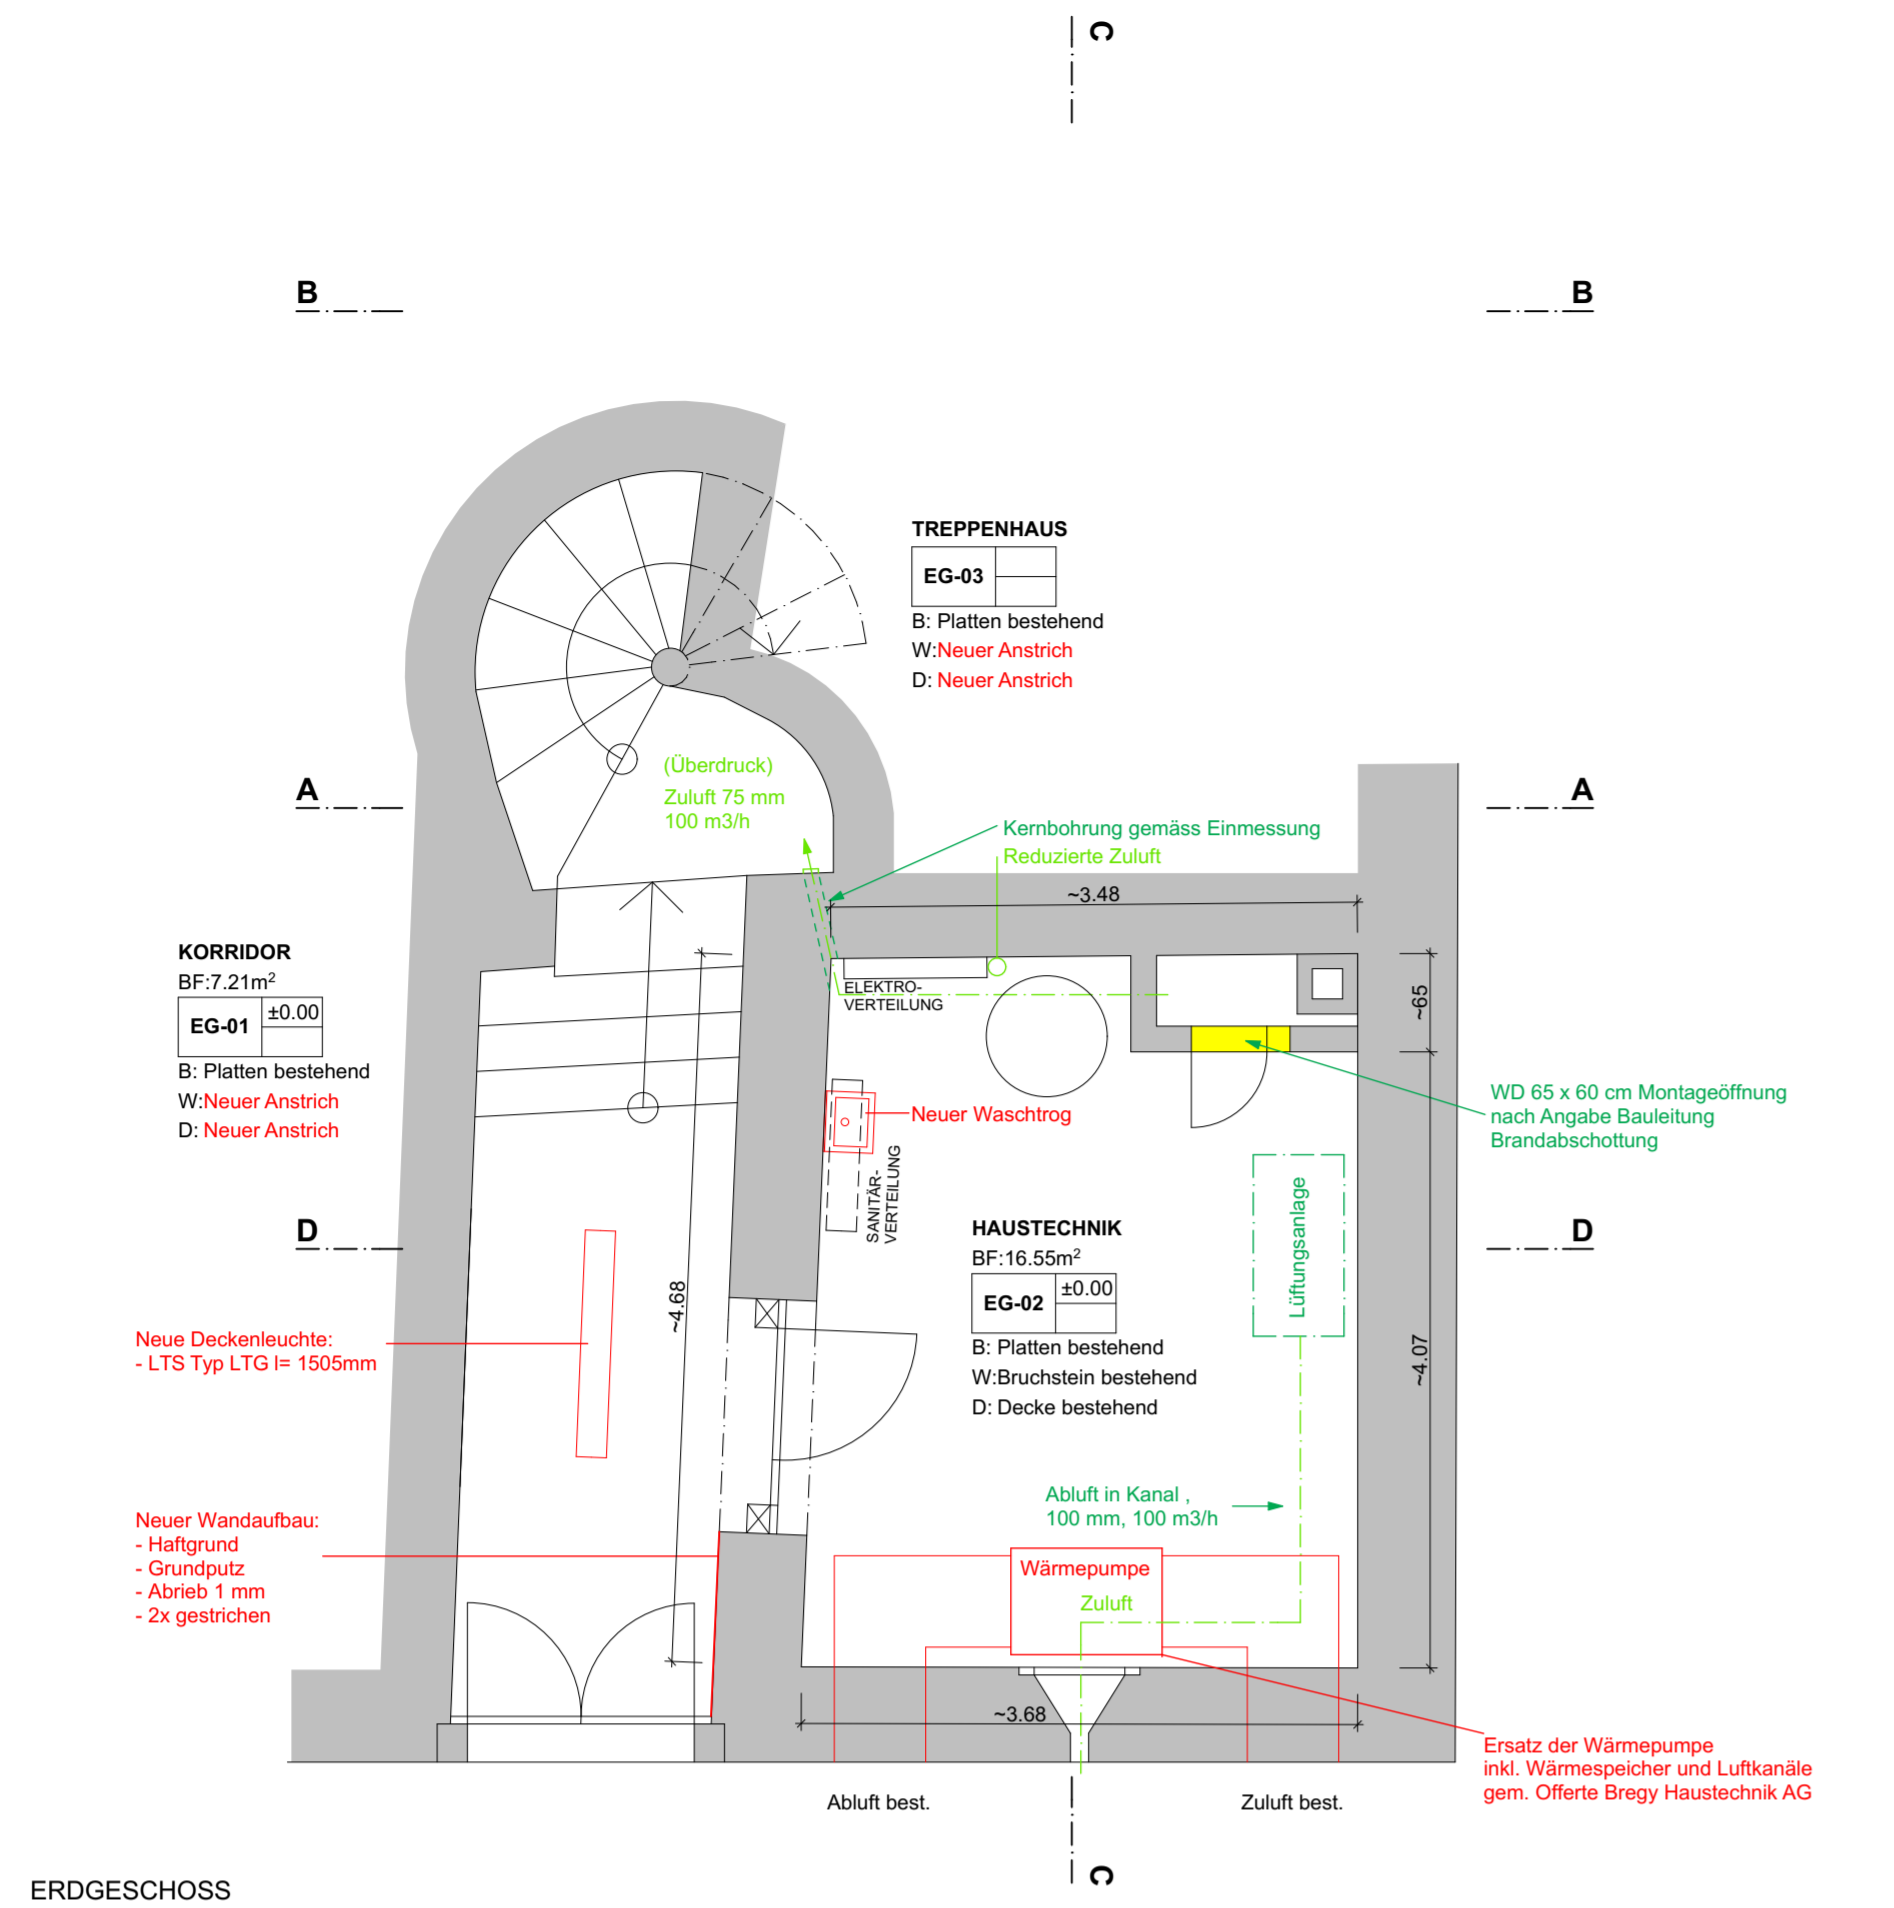 C
B
B
TREPPENHAUS
EG-03
B: Platten bestehend
W:Neuer Anstrich
D: Neuer Anstrich
(Überdruck)
Zuluft 75 mm
100 m3/h
A
A
Kernbohrung gemäss Einmessung
Reduzierte Zuluft
~3.48
KORRIDOR
BF:7.21m²
EG-01
±0.00
B: Platten bestehend
W:Neuer Anstrich
D: Neuer Anstrich
ELEKTRO-
VERTEILUNG
~65
WD 65 x 60 cm Montageöffnung
nach Angabe Bauleitung
Brandabschottung
Neuer Waschtrog
SANITÄR-
VERTEILUNG
Lüftungsanlage
D
D
HAUSTECHNIK
BF:16.55m²
EG-02
±0.00
B: Platten bestehend
W:Bruchstein bestehend
D: Decke bestehend
~4.68
~4.07
Neue Deckenleuchte:
- LTS Typ LTG l= 1505mm
Abluft in Kanal ,
100 mm, 100 m3/h
Neuer Wandaufbau:
- Haftgrund
- Grundputz
- Abrieb 1 mm
- 2x gestrichen
Wärmepumpe
Zuluft
~3.68
Ersatz der Wärmepumpe
inkl. Wärmespeicher und Luftkanäle
gem. Offerte Bregy Haustechnik AG
Abluft best.
Zuluft best.
C
ERDGESCHOSS